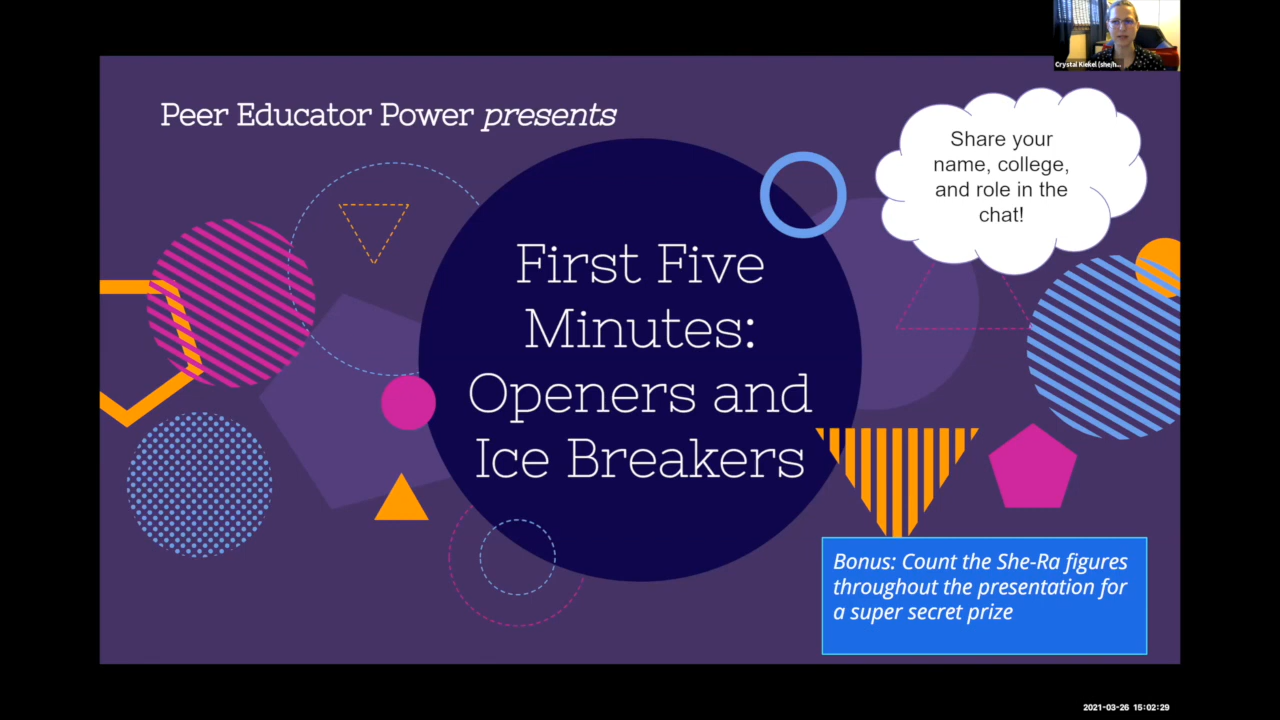 Crystal Kiekel (she/h...
Peer Educator Power presents
Share your
name, college,
and role in the
chat!
First Five
Minutes:
Openers and
Ice Breakers
Bonus: Count the She-Ra figures
throughout the presentation for
a super secret prize
2021-03-26 15:02:29